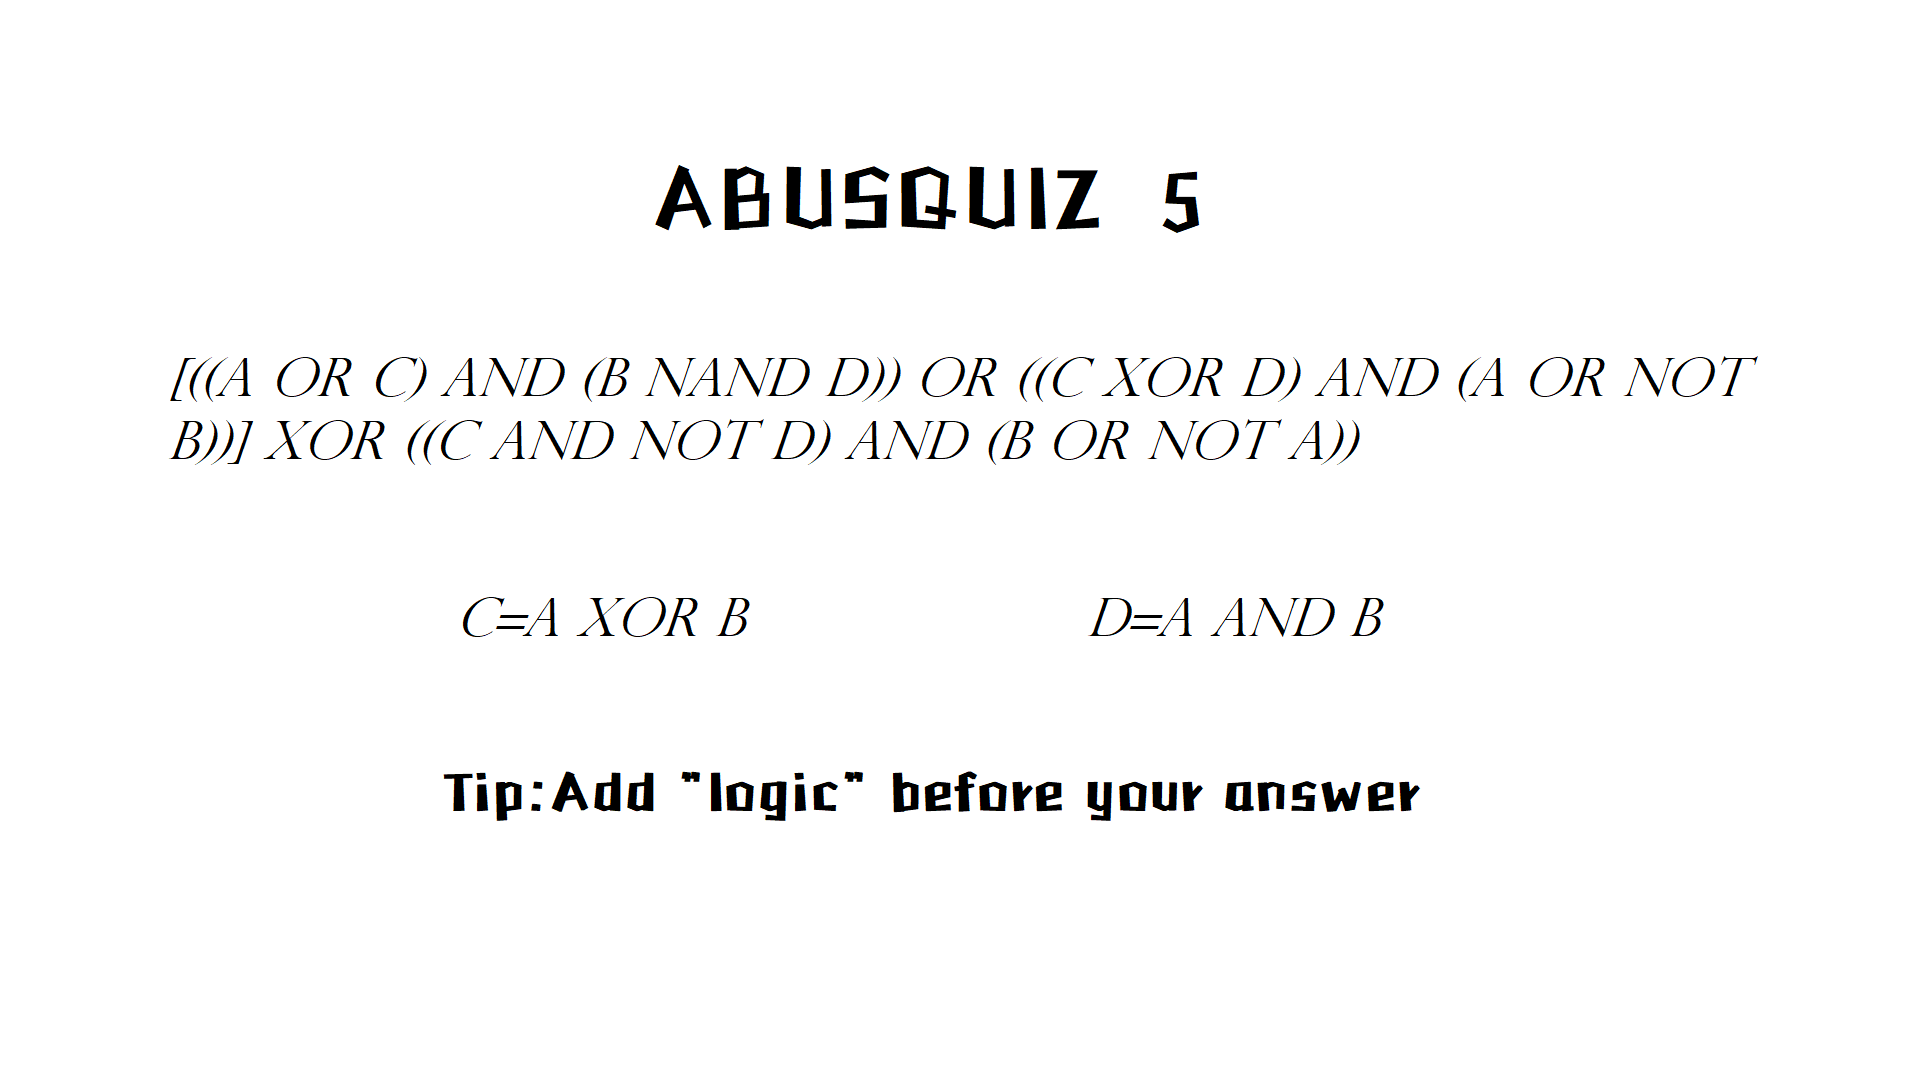 ABUSQUIZ 5
[((A OR C) AND (B NAND D)) OR ((C XOR D) AND (A OR NOT
B))] XOR ((C AND NOT D) AND (B OR NOT A))
C=A XOR B
D=A AND B
Tip:Add "logic" before your answer